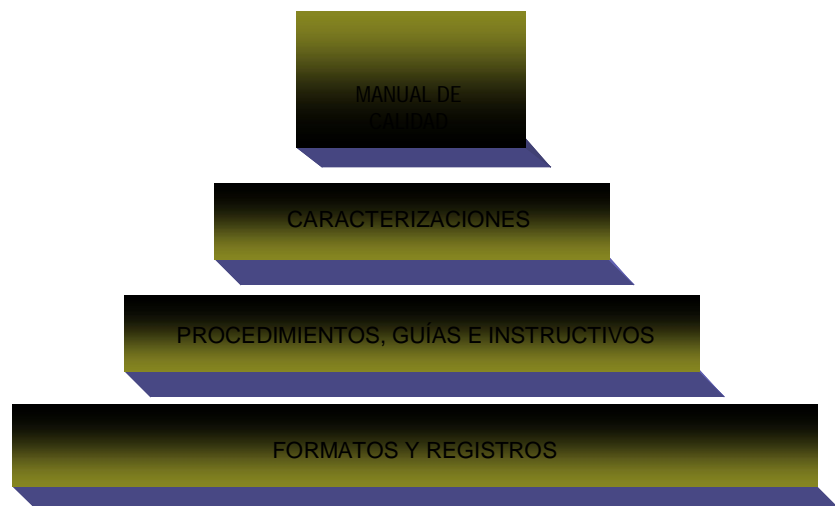 MANUAL DE
CALIDAD
CARACTERIZACIONES
PROCEDIMIENTOS, GUÍAS E INSTRUCTIVOS
FORMATOS Y REGISTROS